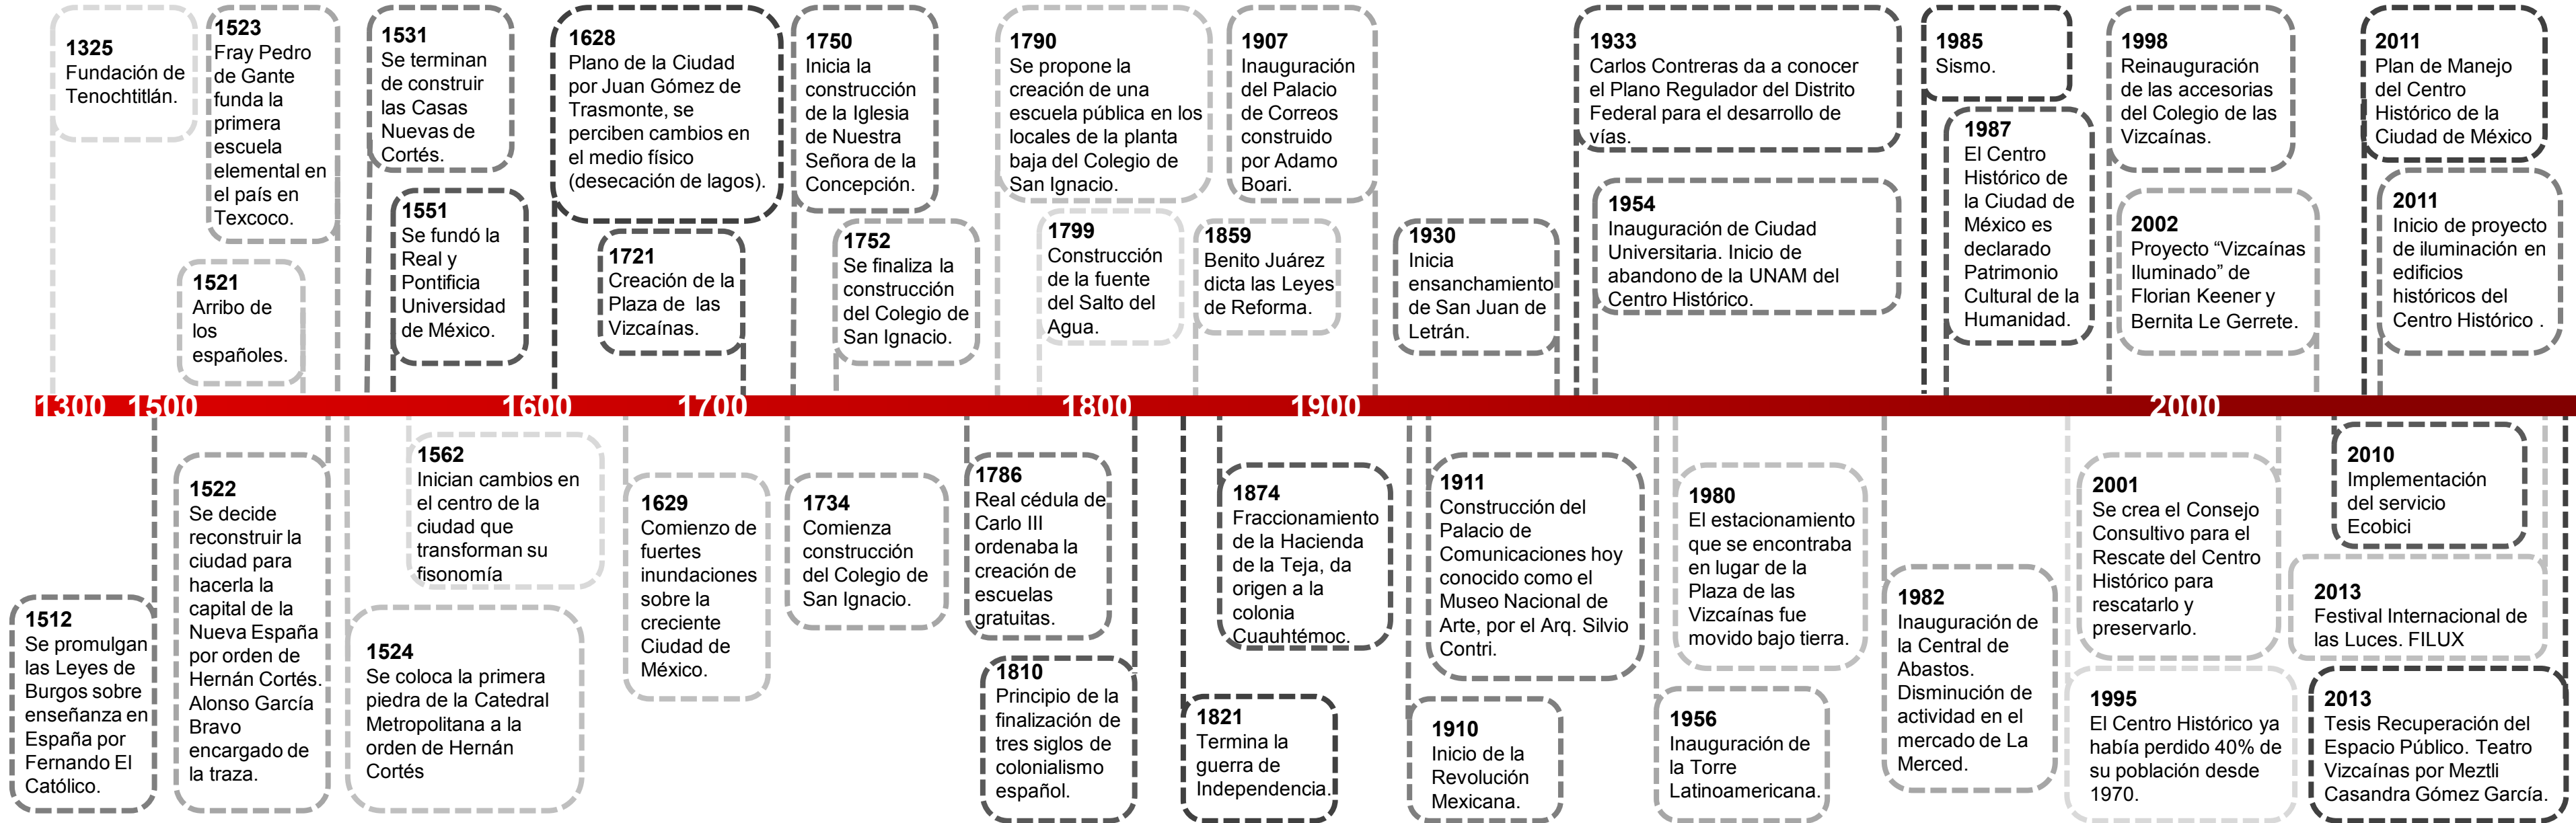 1325
Fundación de
Tenochtitlán.
1523
Fray Pedro
de Gante
funda la
primera
escuela
elemental en
el país en
Texcoco.
1521
Arribo de
los
españoles.
1531
Se terminan
de construir
las Casas
Nuevas de
Cortés.
1551
Se fundó la
Real y
Pontificia
Universidad
de México.
1628
Plano de la Ciudad
por Juan Gómez de
Trasmonte, se
perciben cambios en
el medio físico
(desecación de lagos).
1721
Creación de la
Plaza de las
Vizcaínas.
1750
Inicia la
construcción
de la Iglesia
de Nuestra
Señora de la
Concepción.
1752
Se finaliza la
construcción
del Colegio de
San Ignacio.
1790
Se propone la
creación de una
escuela pública en los
locales de la planta
baja del Colegio de
San Ignacio.
1799
Construcción
de la fuente
del Salto del
Agua.
1907
Inauguración
del Palacio
de Correos
construido
por Adamo
Boari.
1859
Benito Juárez
dicta las Leyes
de Reforma.
1930
Inicia
ensanchamiento
de San Juan de
Letrán.
1933
Carlos Contreras da a conocer
el Plano Regulador del Distrito
Federal para el desarrollo de
vías.
1954
Inauguración de Ciudad
Universitaria. Inicio de
abandono de la UNAM del
Centro Histórico.
1985
Sismo.
1987
El Centro
Histórico de
la Ciudad de
México es
declarado
Patrimonio
Cultural de la
Humanidad.
1998
Reinauguración
de las accesorias
del Colegio de las
Vizcaínas.
2002
Proyecto “Vizcaínas
Iluminado” de
Florian Keener y
Bernita Le Gerrete.
2011
Plan de Manejo
del Centro
Histórico de la
Ciudad de México
2011
Inicio de proyecto
de iluminación en
edificios
históricos del
Centro Histórico .
1300 1500 1600 1700 1800 1900 2000
1512
Se promulgan
las Leyes de
Burgos sobre
enseñanza en
España por
Fernando El
Católico.
1522
Se decide
reconstruir la
ciudad para
hacerla la
capital de la
Nueva España
por orden de
Hernán Cortés.
Alonso García
Bravo
encargado de
la traza.
1562
Inician cambios en
el centro de la
ciudad que
transforman su
fisonomía
1524
Se coloca la primera
piedra de la Catedral
Metropolitana a la
orden de Hernán
Cortés
1629
Comienzo de
fuertes
inundaciones
sobre la
creciente
Ciudad de
México.
1734
Comienza
construcción
del Colegio de
San Ignacio.
1786
Real cédula de
Carlo III
ordenaba la
creación de
escuelas
gratuitas.
1810
Principio de la
finalización de
tres siglos de
colonialismo
español.
1874
Fraccionamiento
de la Hacienda
de la Teja, da
origen a la
colonia
Cuauhtémoc.
1821
Termina la
guerra de
Independencia.
1911
Construcción del
Palacio de
Comunicaciones hoy
conocido como el
Museo Nacional de
Arte, por el Arq. Silvio
Contri.
1910
Inicio de la
Revolución
Mexicana.
1980
El estacionamiento
que se encontraba
en lugar de la
Plaza de las
Vizcaínas fue
movido bajo tierra.
1956
Inauguración de
la Torre
Latinoamericana.
1982
Inauguración de
la Central de
Abastos.
Disminución de
actividad en el
mercado de La
Merced.
2001
Se crea el Consejo
Consultivo para el
Rescate del Centro
Histórico para
rescatarlo y
preservarlo.
1995
El Centro Histórico ya
había perdido 40% de
su población desde
1970.
2010
Implementación
del servicio
Ecobici
2013
Festival Internacional de
las Luces. FILUX
2013
Tesis Recuperación del
Espacio Público. Teatro
Vizcaínas por Meztli
Casandra Gómez García.